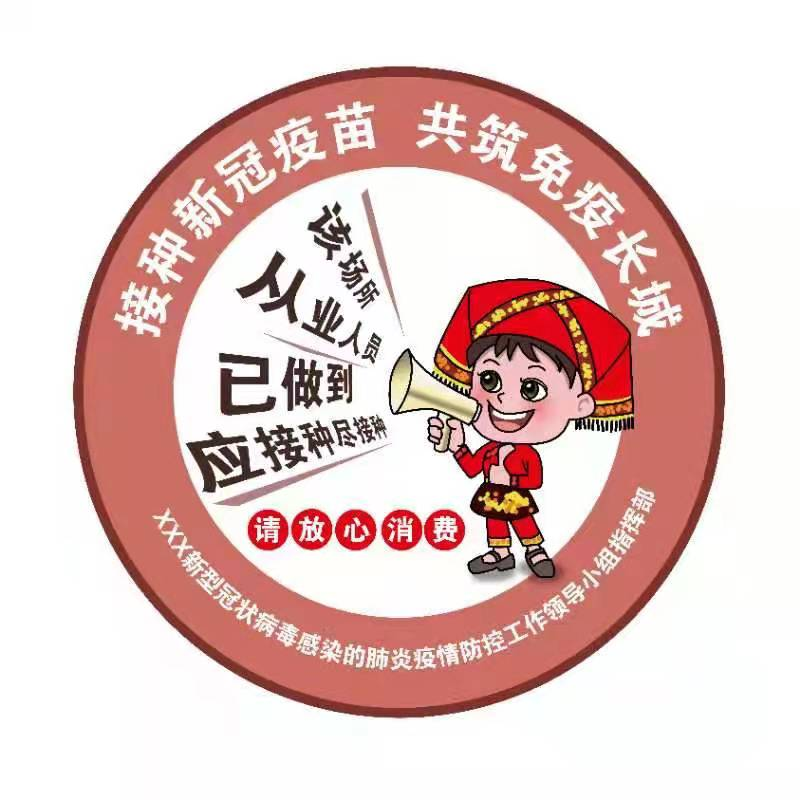 接种新冠疫苗 共筑免疫长城
该场所
从业人员
已做到
应接种尽接种
请放心消费
XXX新型冠状病毒感染的肺炎疫情防控工作领导小组指挥部